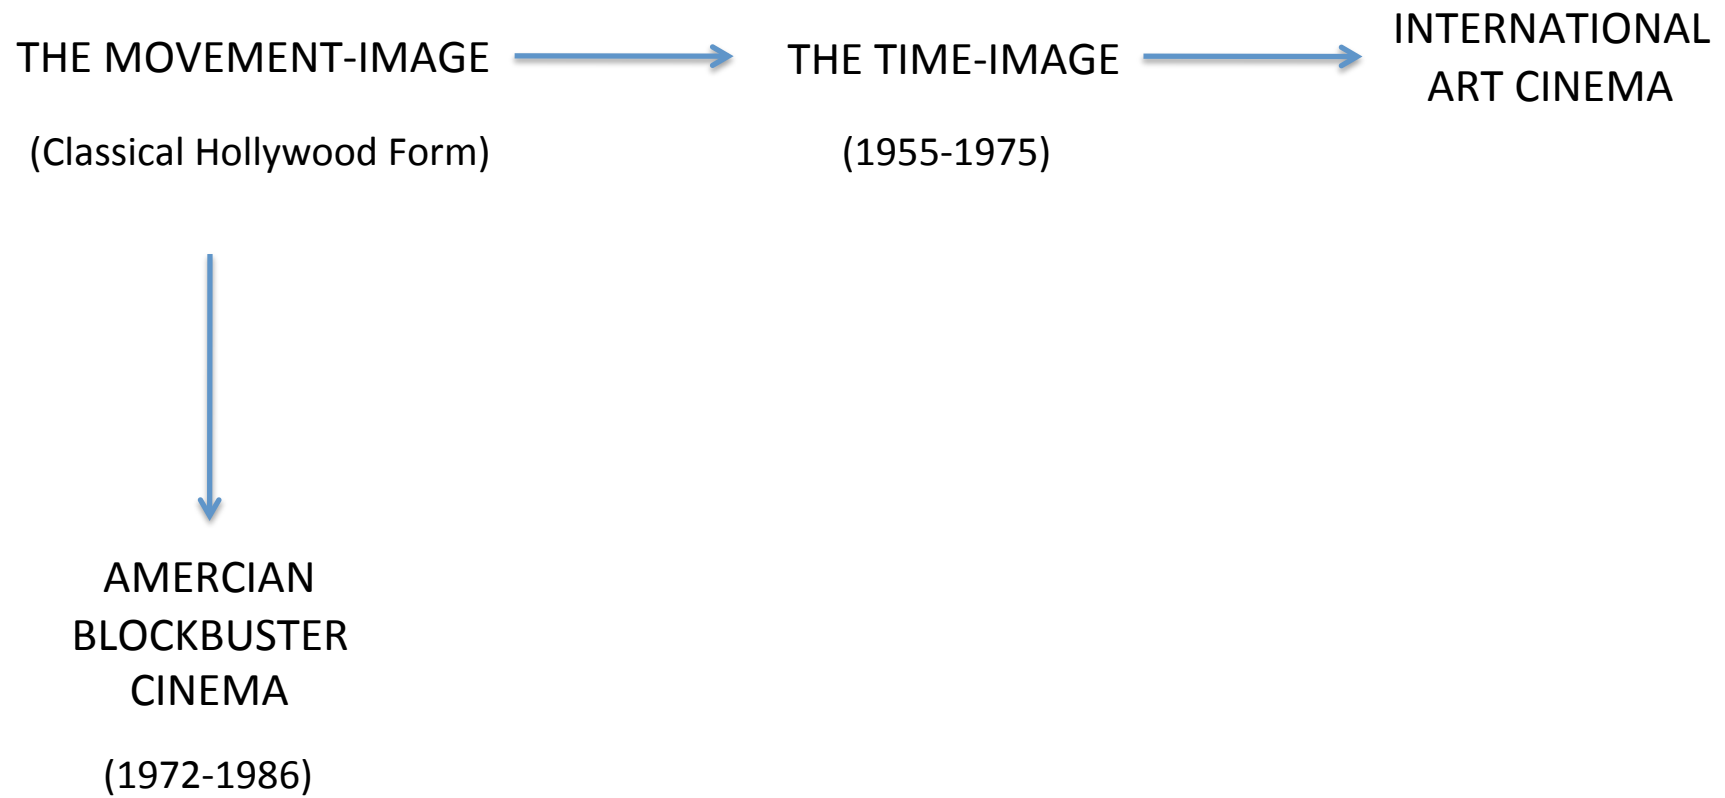 THE MOVEMENT-IMAGE
(Classical Hollywood Form)
THE TIME-IMAGE
(1955-1975)
INTERNATIONAL
ART CINEMA
AMERCIAN
BLOCKBUSTER
CINEMA
(1972-1986)